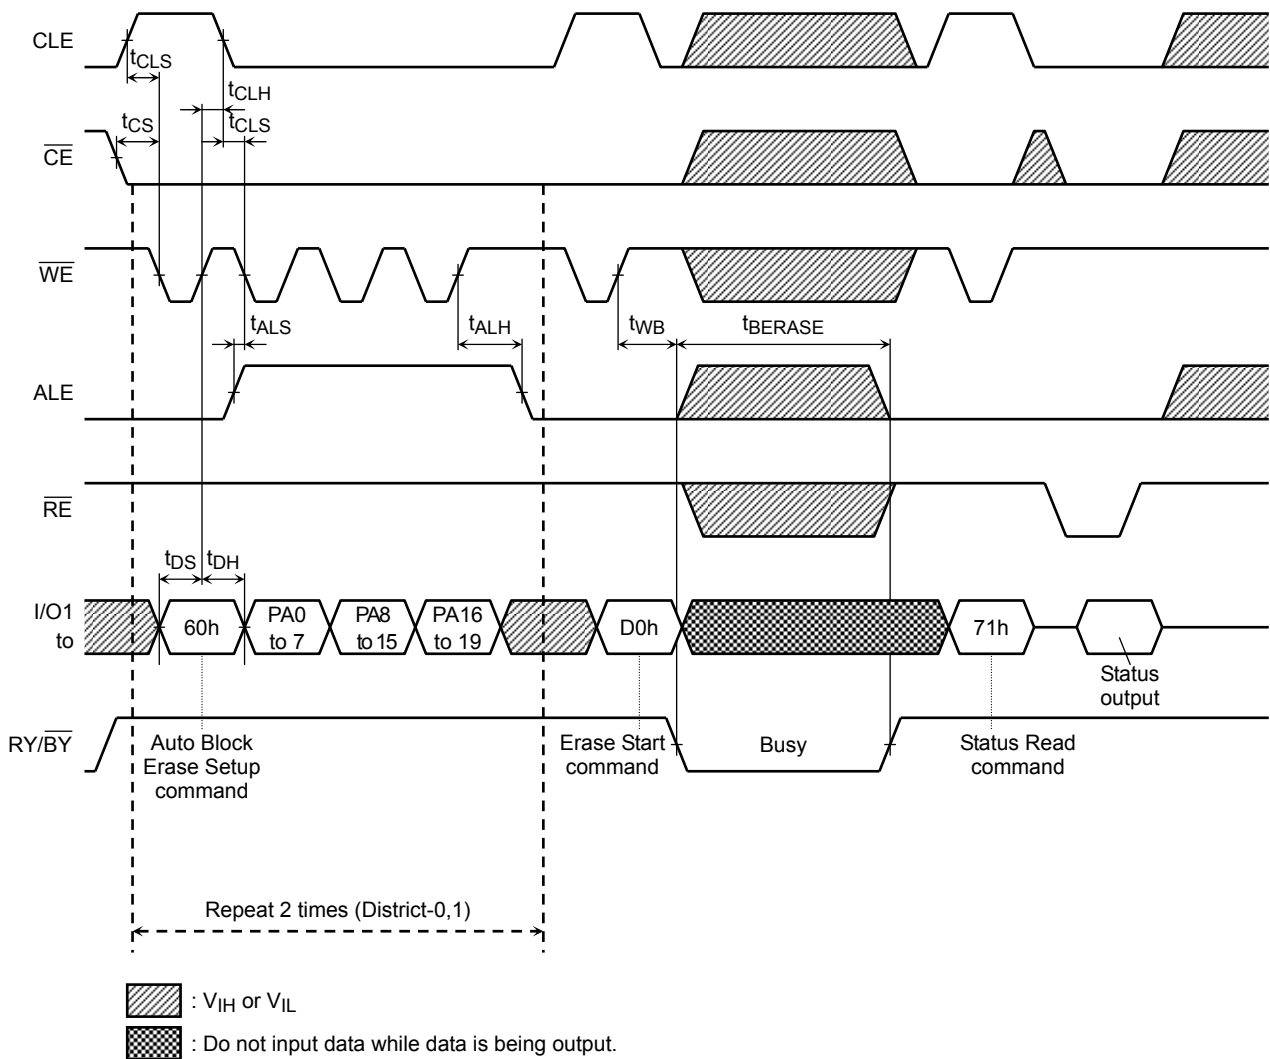 CLE
tCLS
tCLH
tCS
tCLS
CE
WE
tALS
tALH
tWB
tBERASE
ALE
RE
tDS
tDH
I/O1
to
60h
PA0
to 7
PA8
to 15
PA16
to 19
D0h
71h
Status
output
RY/BY
Auto Block
Erase Setup
command
Erase Start
command
Busy
Status Read
command
Repeat 2 times (District-0,1)
: VIH or VIL
: Do not input data while data is being output.